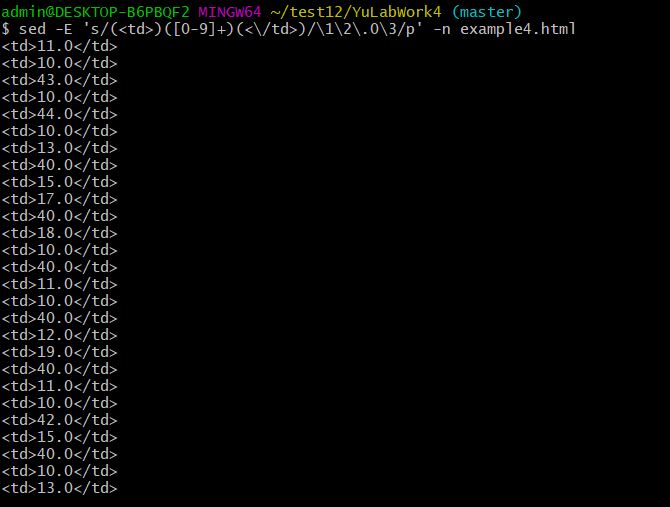 admin@DESKTOP-B6PBQF2 MINGW64 ~/test12/YuLabWork4 (master)
$ sed -E 's/(<td>)([0-9]+)(<\/td>)/\1\2\.0\3/p' -n example4.html
<td>11.0</td>
<td>10.0</td>
<td>43.0</td>
<td>10.0</td>
<td>44.0</td>
<td>10.0</td>
<td>13.0</td>
<td>40.0</td>
<td>15.0</td>
<td>17.0</td>
<td>40.0</td>
<td>18.0</td>
<td>10.0</td>
<td>40.0</td>
<td>11.0</td>
<td>10.0</td>
<td>40.0</td>
<td>12.0</td>
<td>19.0</td>
<td>40.0</td>
<td>11.0</td>
<td>10.0</td>
<td>42.0</td>
<td>15.0</td>
<td>40.0</td>
<td>10.0</td>
<td>13.0</td>